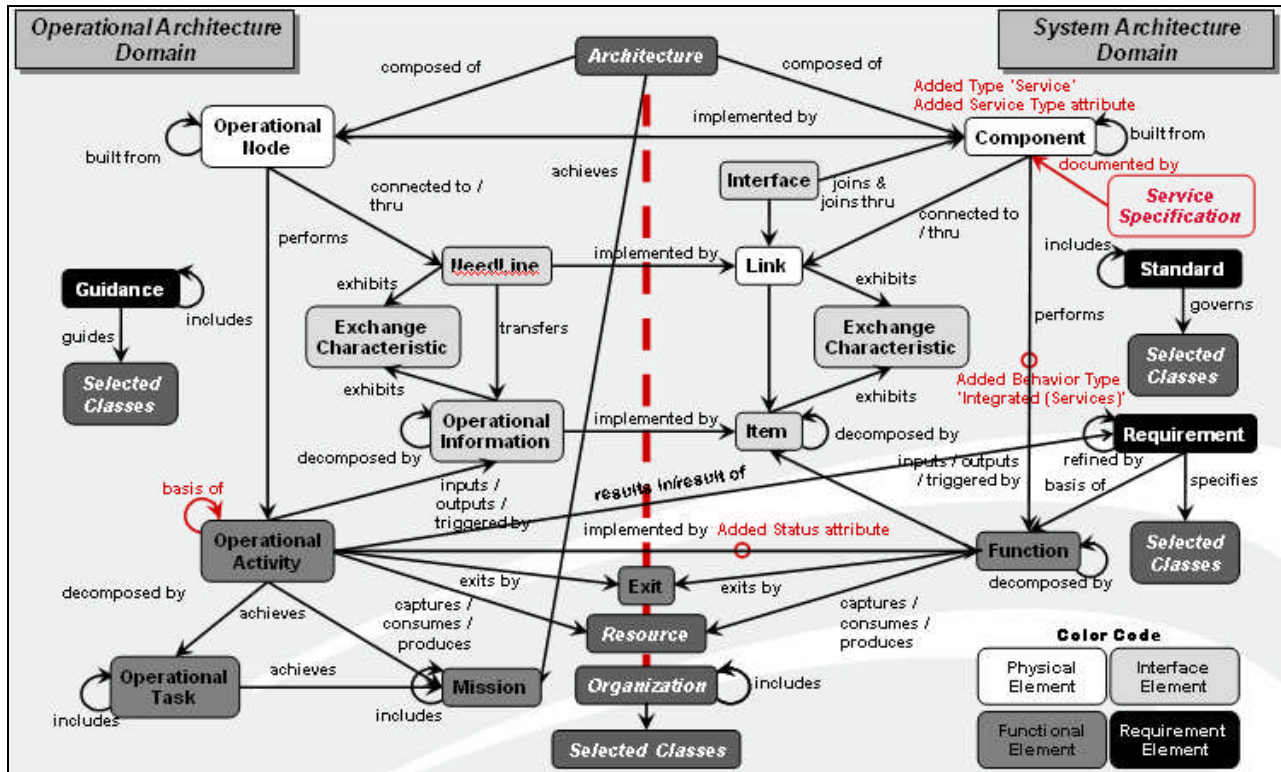 Operational Architecture
Domain
System Architecture
Domain
Architecture
composed of
composed of
Added Type 'Service'
Added Service Type attribute
Operational
Node
implemented by
Component
built from
built from
documented by
achieves
Interface
joins &
joins thru
Service
Specification
connected to /
thru
connected to
/ thru
performs
includes
NeedLine
implemented by
Link
Standard
Guidance
includes
exhibits
exhibits
governs
guides
Exchange
Characteristic
transfers
Exchange
Characteristic
performs
Selected
Classes
Selected
Classes
exhibits
exhibits
Added Behavior Type
'Integrated (Services)'
Operational
Information
implemented by
Item
decomposed by
Requirement
decomposed by
inputs / outputs
/ triggered by
refined by
basis of
inputs /
outputs /
triggered by
results in/result of
basis of
specifies
Operational
Activity
implemented by
Added Status attribute
Function
Selected
Classes
exits by
Exit
exits by
decomposed by
decomposed by
achieves
captures /
consumes /
produces
Resource
captures /
consumes /
produces
Color Code
Operational
Task
achieves
Mission
Organization
includes
Physical
Element
Interface
Element
includes
includes
Selected Classes
Functional
Element
Requirement
Element